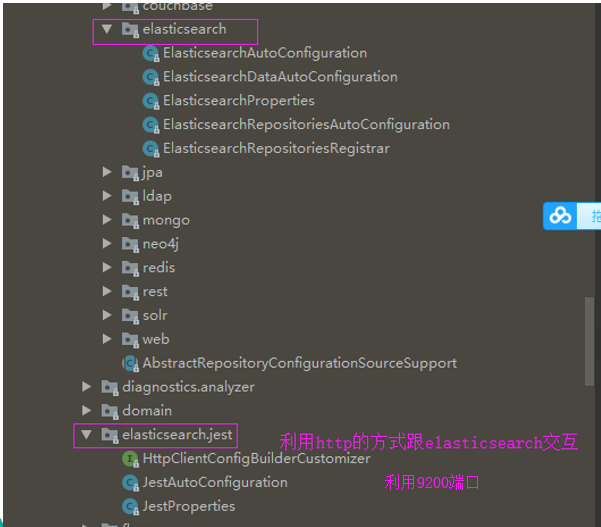 couchbase
elasticsearch
ElasticsearchAutoConfiguration
ElasticsearchDataAutoConfiguration
ElasticsearchProperties
ElasticsearchRepositoriesAutoConfiguration
ElasticsearchRepositoriesRegistrar
jpa
ldap
mongo
neo4j
redis
rest
solr
web
AbstractRepositoryConfigurationSourceSupport
diagnostics.analyzer
domain
elasticsearch.jest
利用http的方式跟elasticsearch交互
HttpClientConfigBuilderCustomizer
JestAutoConfiguration
利用9200端口
JestProperties